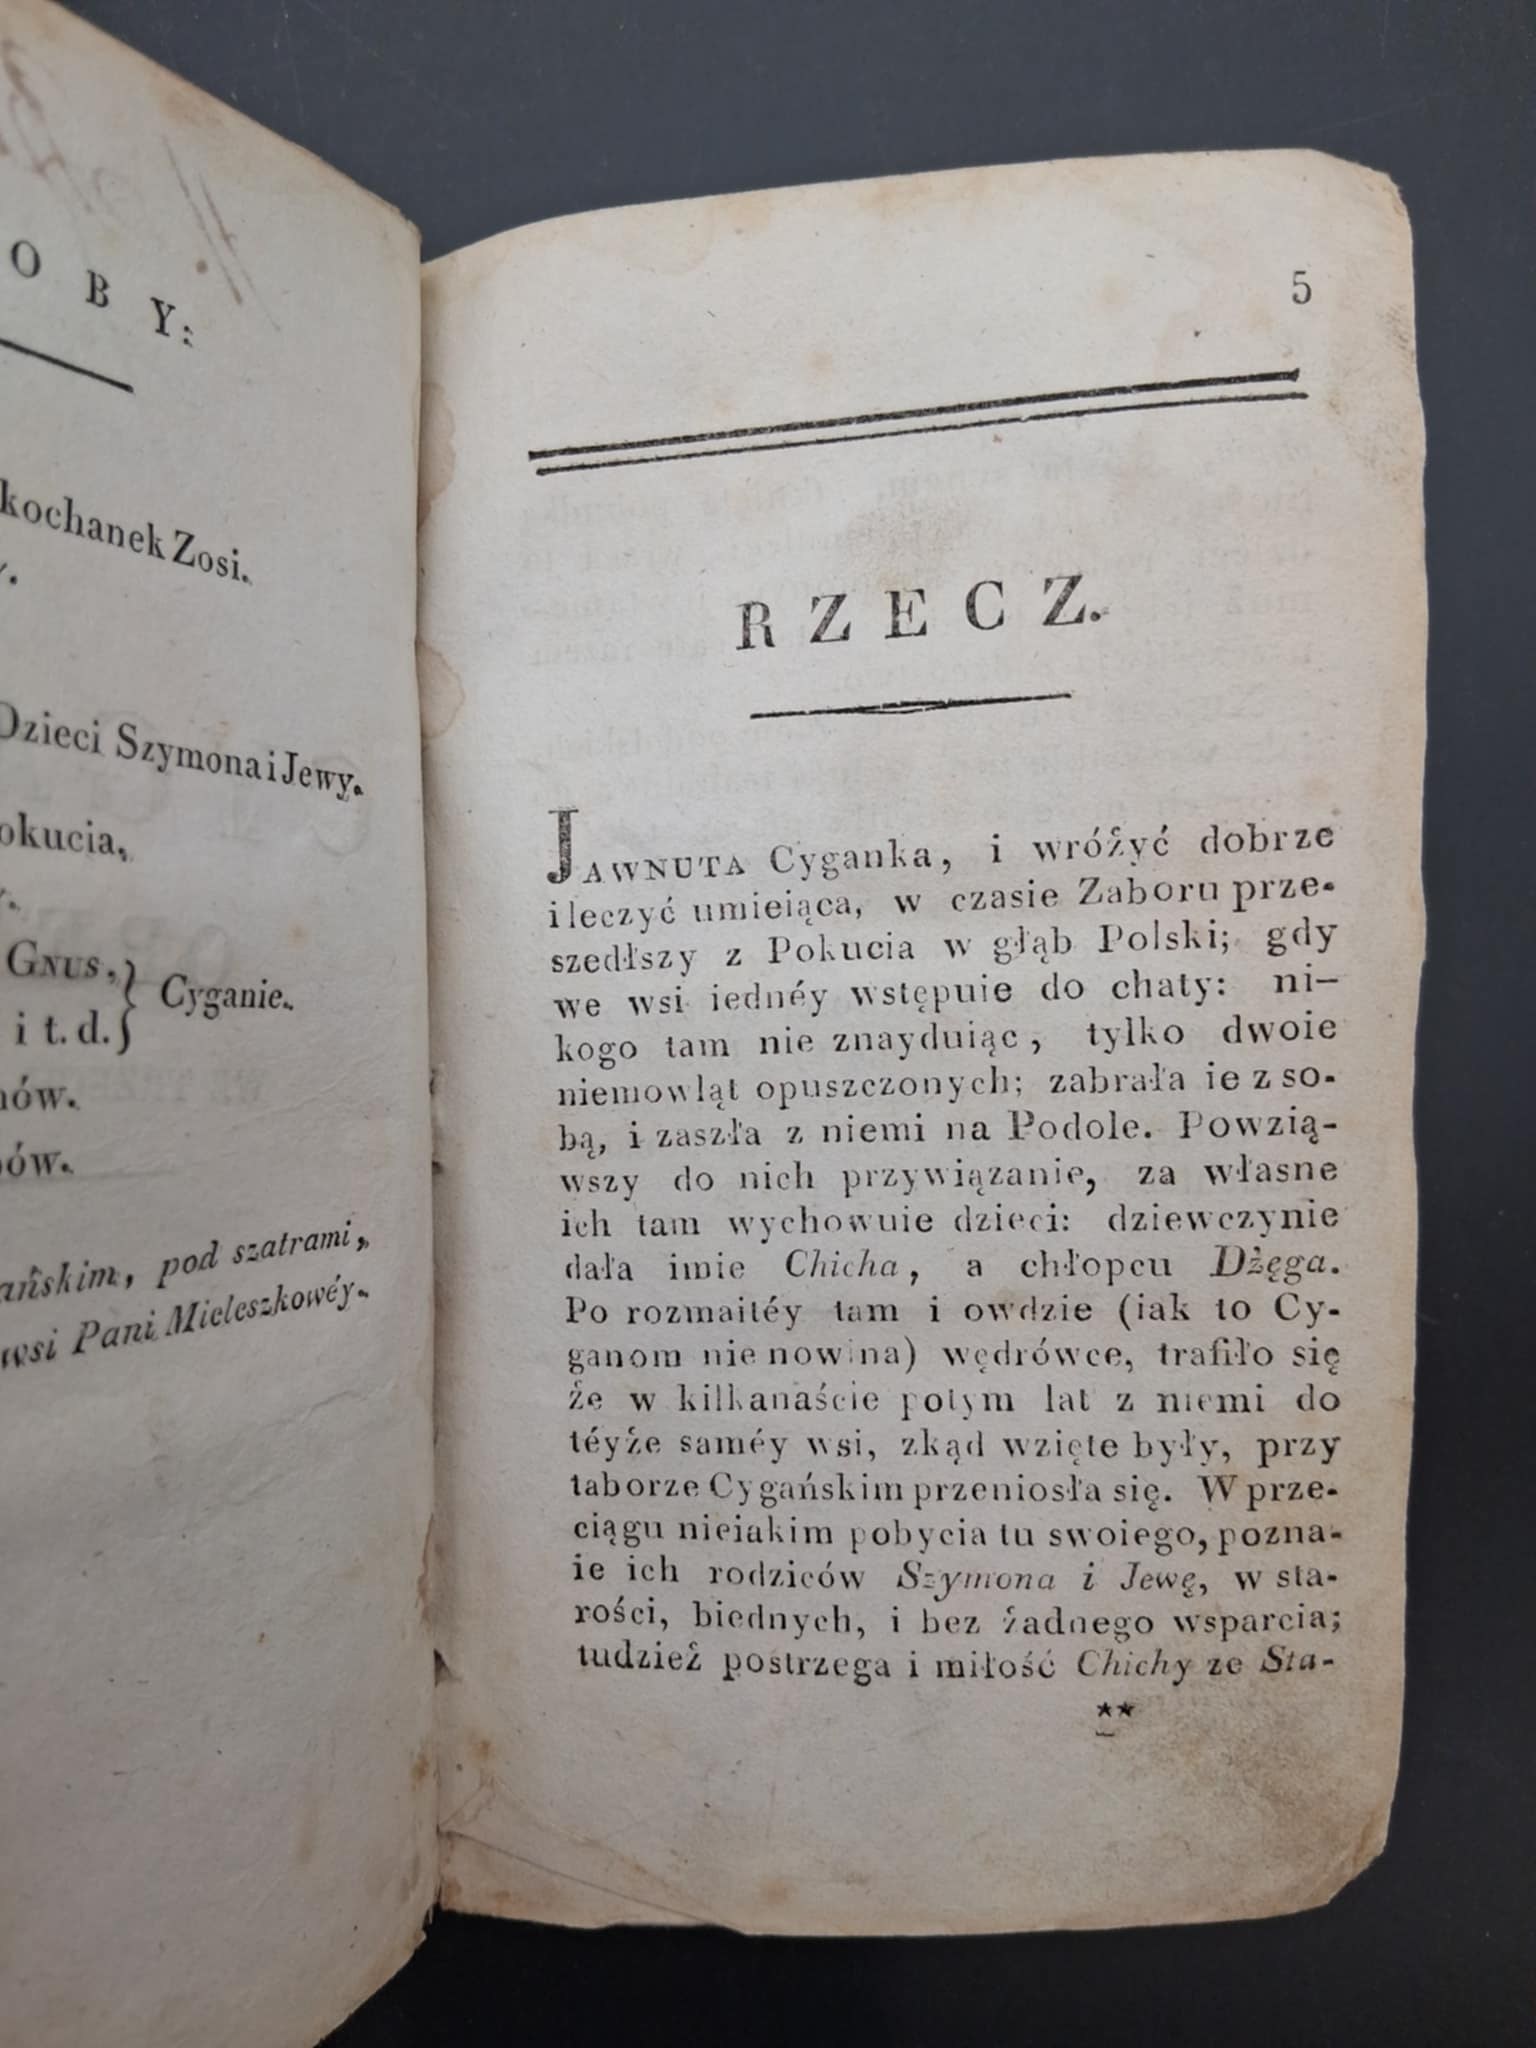 O B Y:
kochanek Zosi.
Dzieci Szymona i Jewy.
okucia.
GNUS, } Cyganie.
i t. d. }
ów.
ów.
ańskim, pod szatrami,
wsi Pani Mieleszkowéy.
5
RZECZ.
JAWNUTA Cyganka, i wróżyć dobrze
i leczyć umieiąca, w czasie Zaboru prze-
szedłszy z Pokucia w głąb Polski; gdy
we wsi iednéy wstępuie do chaty: ni-
kogo tam nie znayduiąc, tylko dwoie
niemowląt opuszczonych; zabrała ie z so-
bą, i zaszła z niemi na Podole. Powzią-
wszy do nich przywiązanie, za własne
ich tam wychowuie dzieci: dziewczynie
dała imie Chicha, a chłopcu Dżęga.
Po rozmaitéy tam i owdzie (iak to Cy-
ganom nie nowina) wędrówce, trafiło się
że w kilkanaście potym lat z niemi do
téyże saméy wsi, zkąd wzięte były, przy
taborze Cygańskim przeniosła się. W prze-
ciągu nieiakim pobycia tu swoiego, pozna-
ie ich rodziców Szymona i Jewę, w sta-
rości, biednych, i bez żadnego wsparcia;
tudzież postrzega i miłość Chichy ze Sta-
**